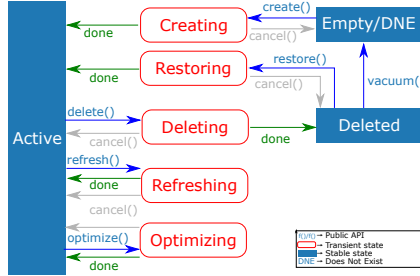 Creating
create()
Empty/DNE
done
cancel()
Restoring
restore()
done
cancel()
vacuum(
delete()
Deleting
Deleted
cancel()
done
Active
refresh()
Refreshing
done
cancel()
Optimizing
optimize()
done
f()/f() → Public API
Transient state
Stable state
DNE → Does Not Exist